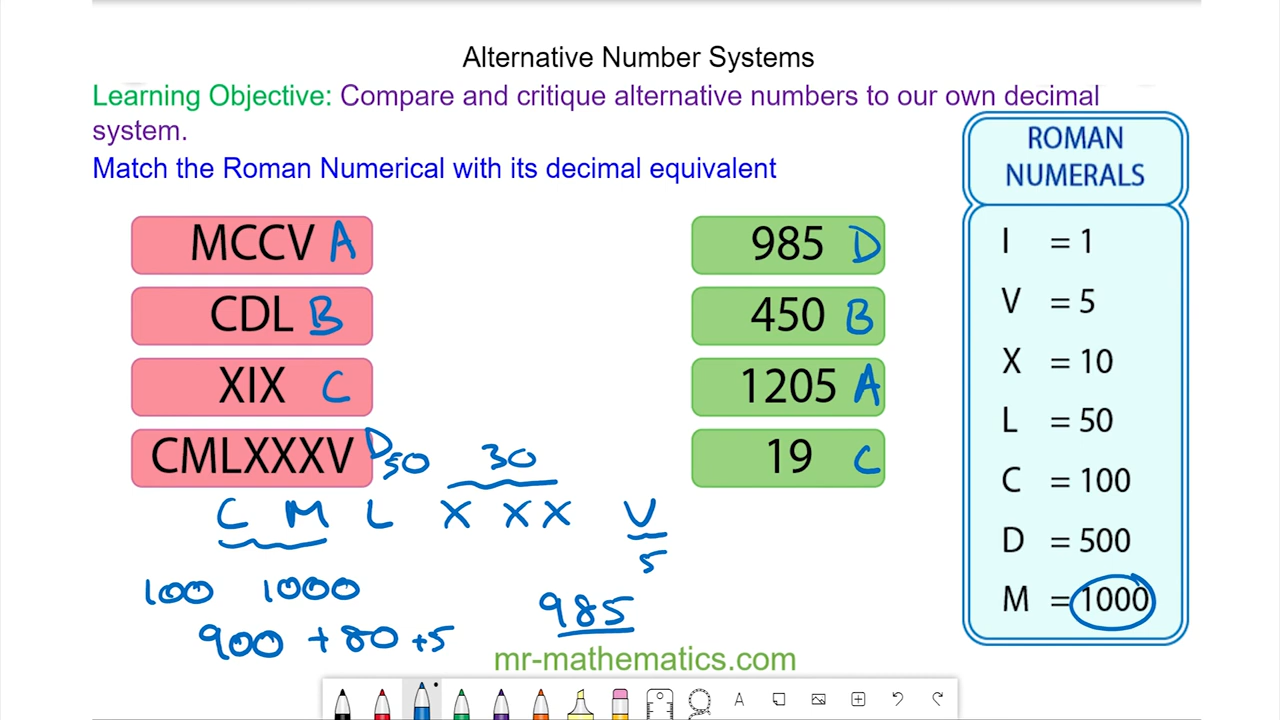 Alternative Number Systems
Learning Objective: Compare and critique alternative numbers to our own decimal
system.
Match the Roman Numerical with its decimal equivalent
MCCV A
CDL B
XIX C
CMLXXXV D
985 D
450 B
1205 A
19 C
50 30
C M L X X X V
5
100 1000
900 + 80 + 5
985
mr-mathematics.com
ROMAN
NUMERALS
I = 1
V = 5
X = 10
L = 50
C = 100
D = 500
M = 1000
A